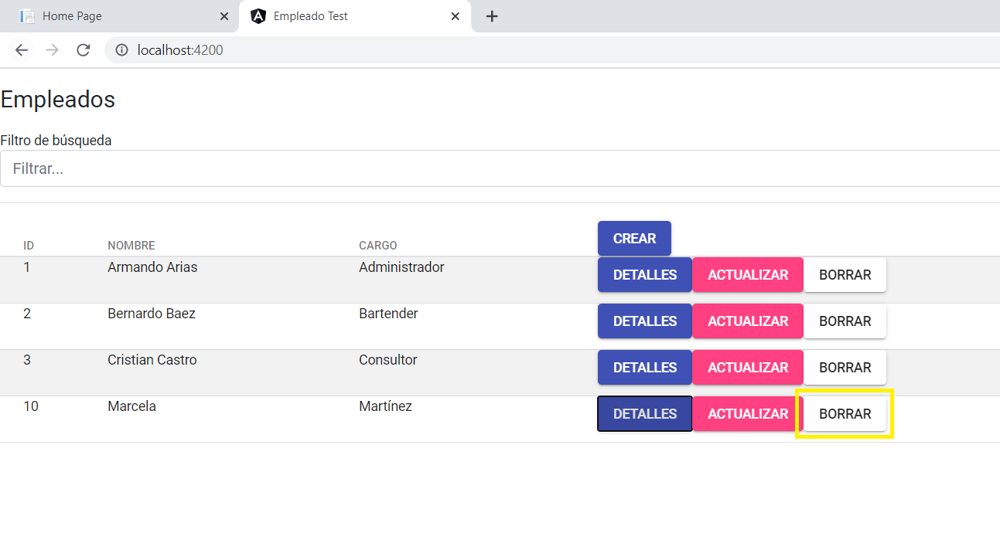 Home Page Empleado Test
localhost:4200
Empleados
Filtro de búsqueda
Filtrar...
ID NOMBRE CARGO CREAR
1 Armando Arias Administrador DETALLES ACTUALIZAR BORRAR
2 Bernardo Baez Bartender DETALLES ACTUALIZAR BORRAR
3 Cristian Castro Consultor DETALLES ACTUALIZAR BORRAR
10 Marcela Martínez DETALLES ACTUALIZAR BORRAR